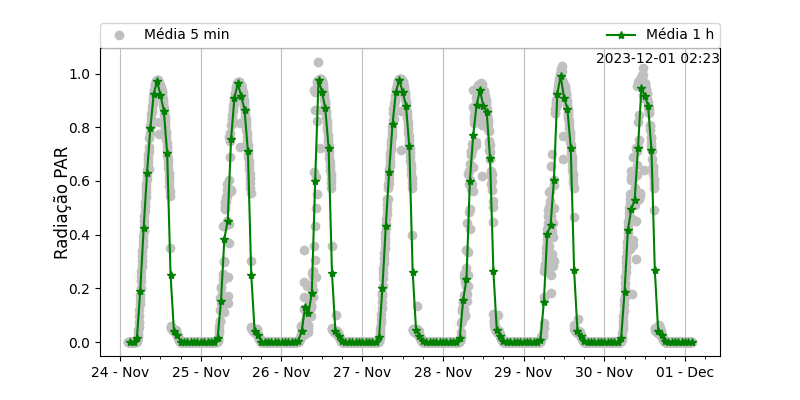 Média 5 min
Média 1 h
2023-12-01 02:23
Radiação PAR
1.0
0.8
0.6
0.4
0.2
0.0
24 - Nov
25 - Nov
26 - Nov
27 - Nov
28 - Nov
29 - Nov
30 - Nov
01 - Dec